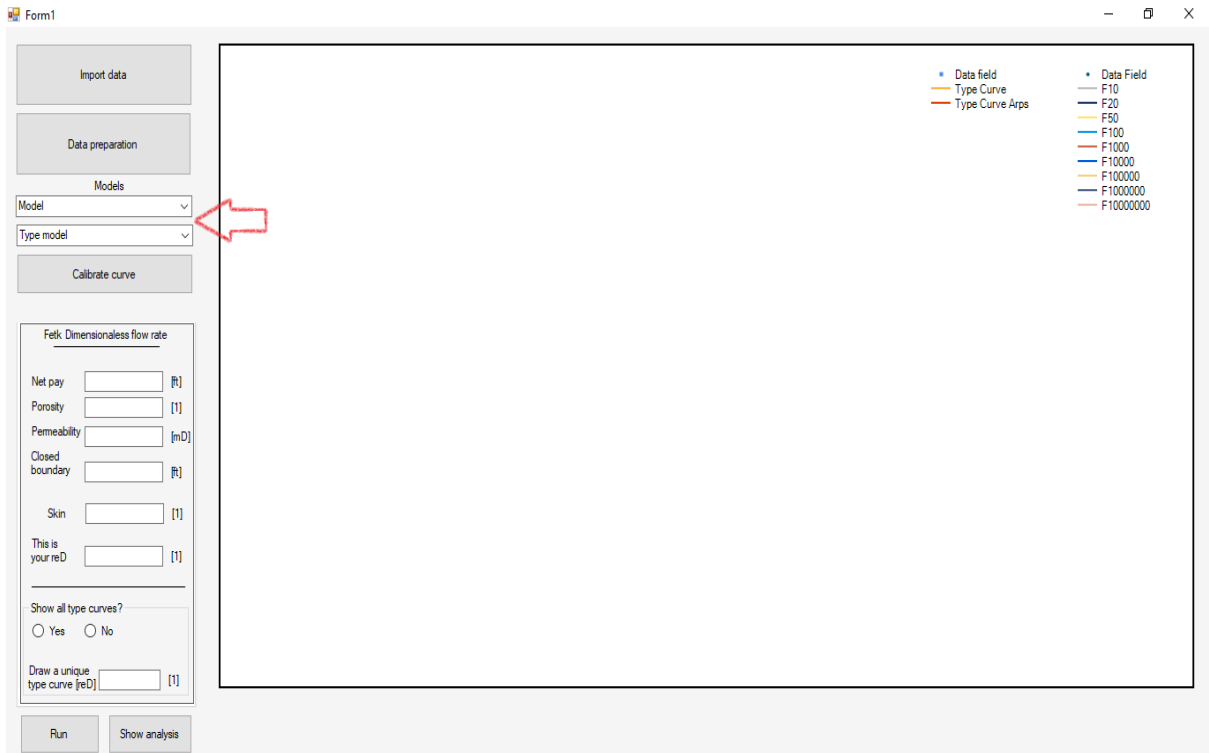 Form1
Import data
Data preparation
Models
Model
Type model
Calibrate curve
Fetk Dimensionaless flow rate
Net pay [ft]
Porosity [1]
Permeability [mD]
Closed
boundary [ft]
Skin [1]
This is
your reD [1]
Show all type curves?
Yes No
Draw a unique
type curve [reD] [1]
Run Show analysis
Data field
Type Curve
Type Curve Arps
Data Field
F10
F20
F50
F100
F1000
F10000
F100000
F1000000
F10000000